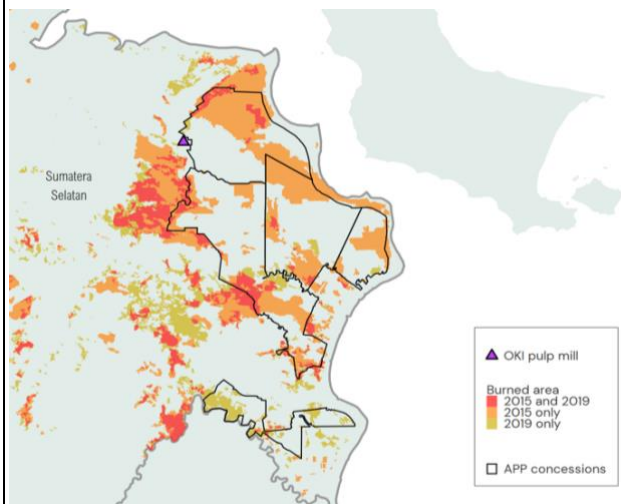 Sumatera
Selatan
OKI pulp mill
Burned area
2015 and 2019
2015 only
2019 only
APP concessions